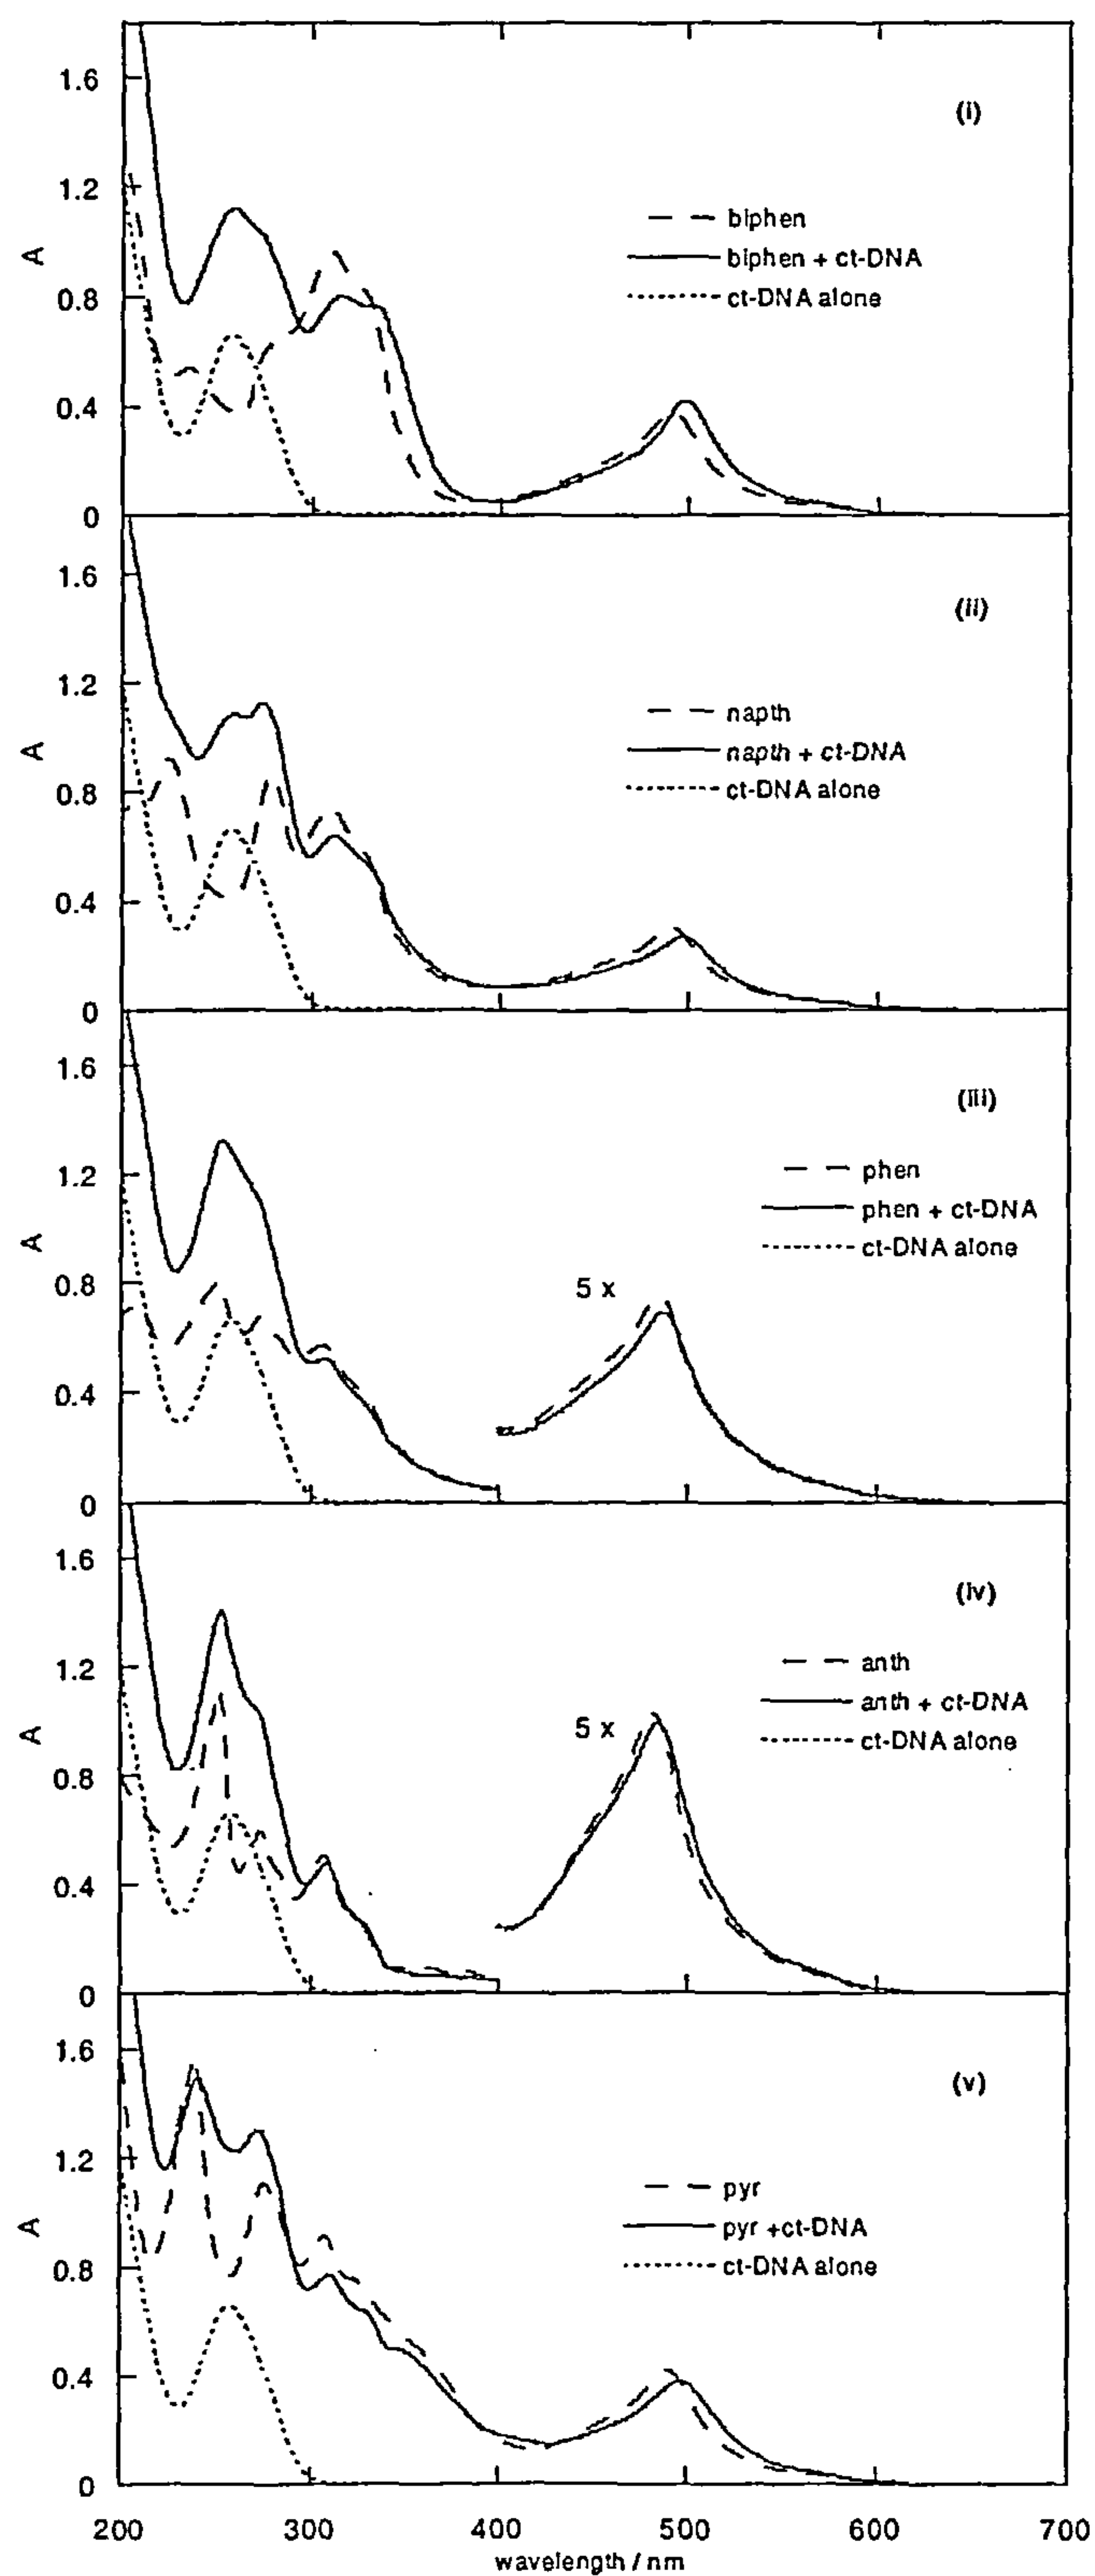 (i)
1.6
1.2
0.8
0.4
0
A
biphen
biphen + ct-DNA
ct-DNA alone
(ii)
1.6
1.2
0.8
0.4
0
A
napth
napth + ct-DNA
ct-DNA alone
(iii)
1.6
1.2
0.8
0.4
0
A
5 x
phen
phen + ct-DNA
ct-DNA alone
(iv)
1.6
1.2
0.8
0.4
0
A
5 x
anth
anth + ct-DNA
ct-DNA alone
(v)
1.6
1.2
0.8
0.4
0
A
pyr
pyr +ct-DNA
ct-DNA alone
200 300 400 500 600 700
wavelength / nm